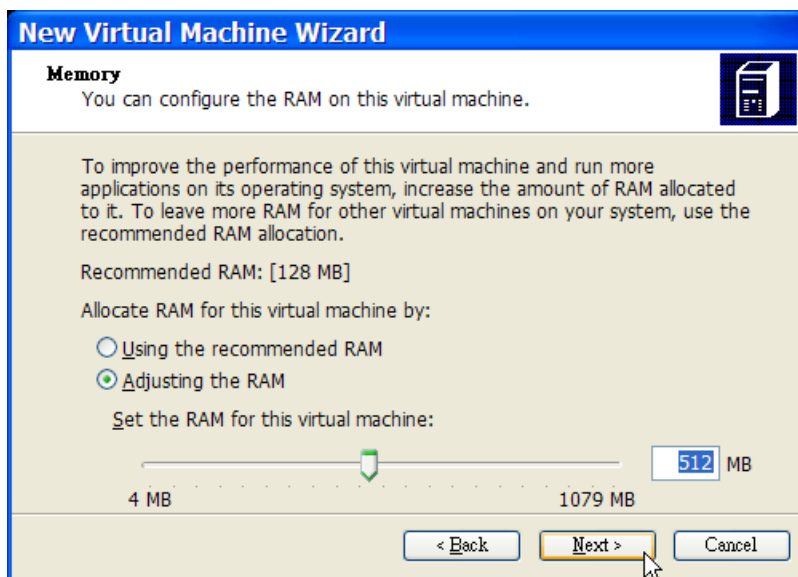 New Virtual Machine Wizard
Memory
You can configure the RAM on this virtual machine.
To improve the performance of this virtual machine and run more
applications on its operating system, increase the amount of RAM allocated
to it. To leave more RAM for other virtual machines on your system, use the
recommended RAM allocation.
Recommended RAM: [128 MB]
Allocate RAM for this virtual machine by:
Using the recommended RAM
Adjusting the RAM
Set the RAM for this virtual machine:
512 MB
4 MB 1079 MB
< Back Next > Cancel